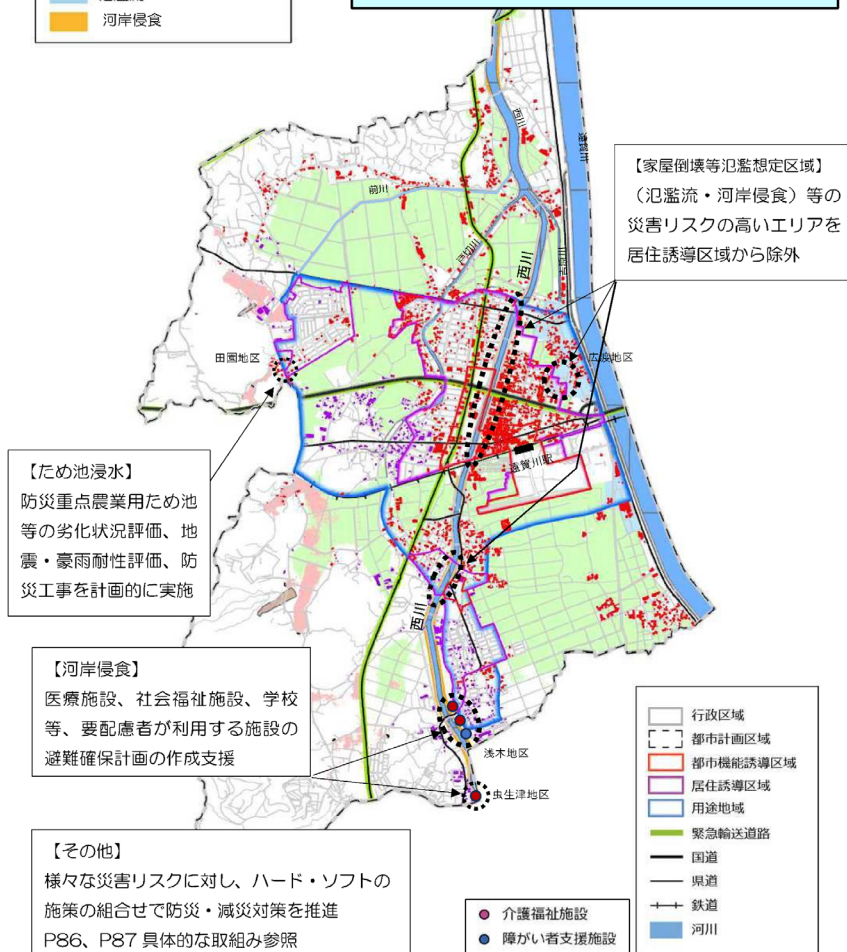 河岸侵食
西川
遠賀川
【家屋倒壊等氾濫想定区域】
（氾濫流・河岸侵食）等の
災害リスクの高いエリアを
居住誘導区域から除外
前川
戸切川
西川
田園地区
広渡地区
遠賀川駅
【ため池浸水】
防災重点農業用ため池
等の劣化状況評価、地
震・豪雨耐性評価、防
災工事を計画的に実施
西川
【河岸侵食】
医療施設、社会福祉施設、学校
等、要配慮者が利用する施設の
避難確保計画の作成支援
浅木地区
虫生津地区
【その他】
様々な災害リスクに対し、ハード・ソフトの
施策の組合せで防災・減災対策を推進
P86、P87 具体的な取組み参照
介護福祉施設
障がい者支援施設
行政区域
都市計画区域
都市機能誘導区域
居住誘導区域
用途地域
緊急輸送道路
国道
県道
鉄道
河川